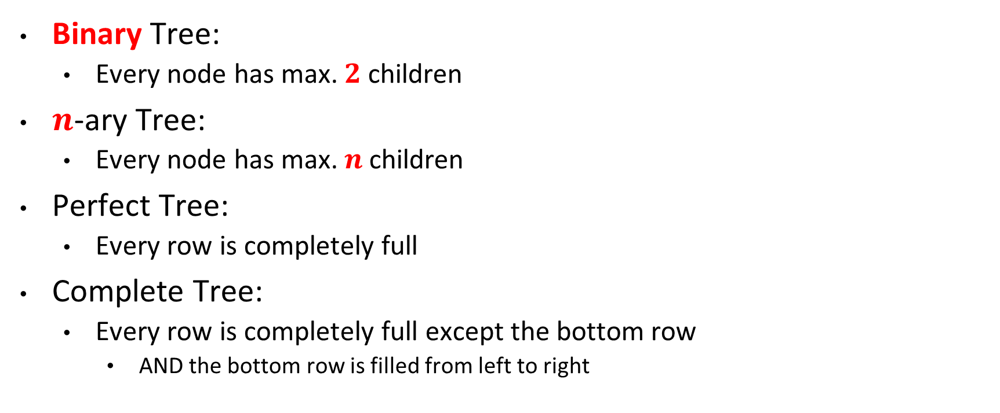 • Binary Tree:
• Every node has max. 2 children
• n-ary Tree:
• Every node has max. n children
• Perfect Tree:
• Every row is completely full
• Complete Tree:
• Every row is completely full except the bottom row
• AND the bottom row is filled from left to right